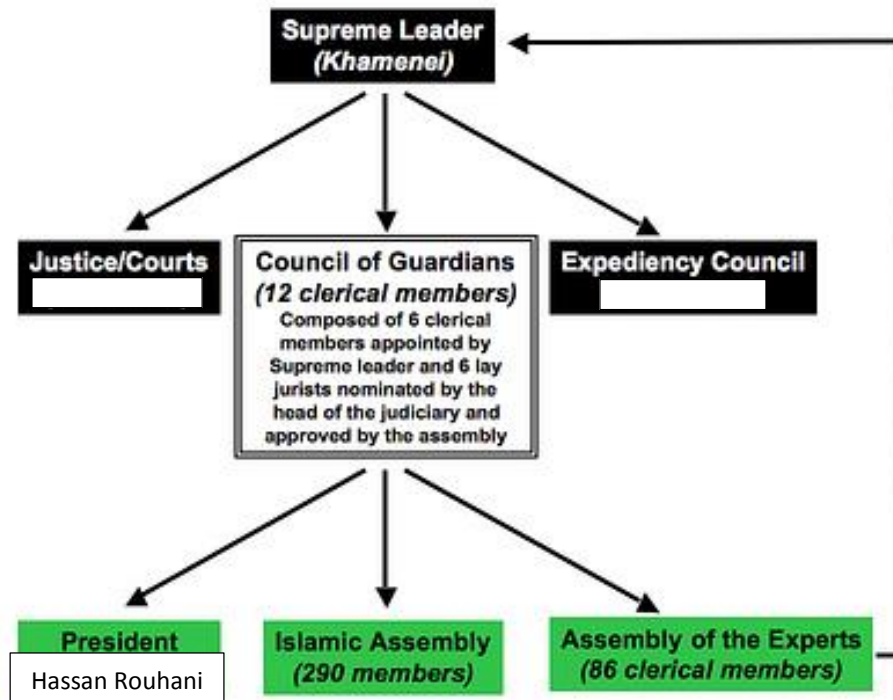 Supreme Leader
(Khamenei)
Justice/Courts
Council of Guardians
(12 clerical members)
Composed of 6 clerical
members appointed by
Supreme leader and 6 lay
jurists nominated by the
head of the judiciary and
approved by the assembly
Expediency Council
President
Hassan Rouhani
Islamic Assembly
(290 members)
Assembly of the Experts
(86 clerical members)